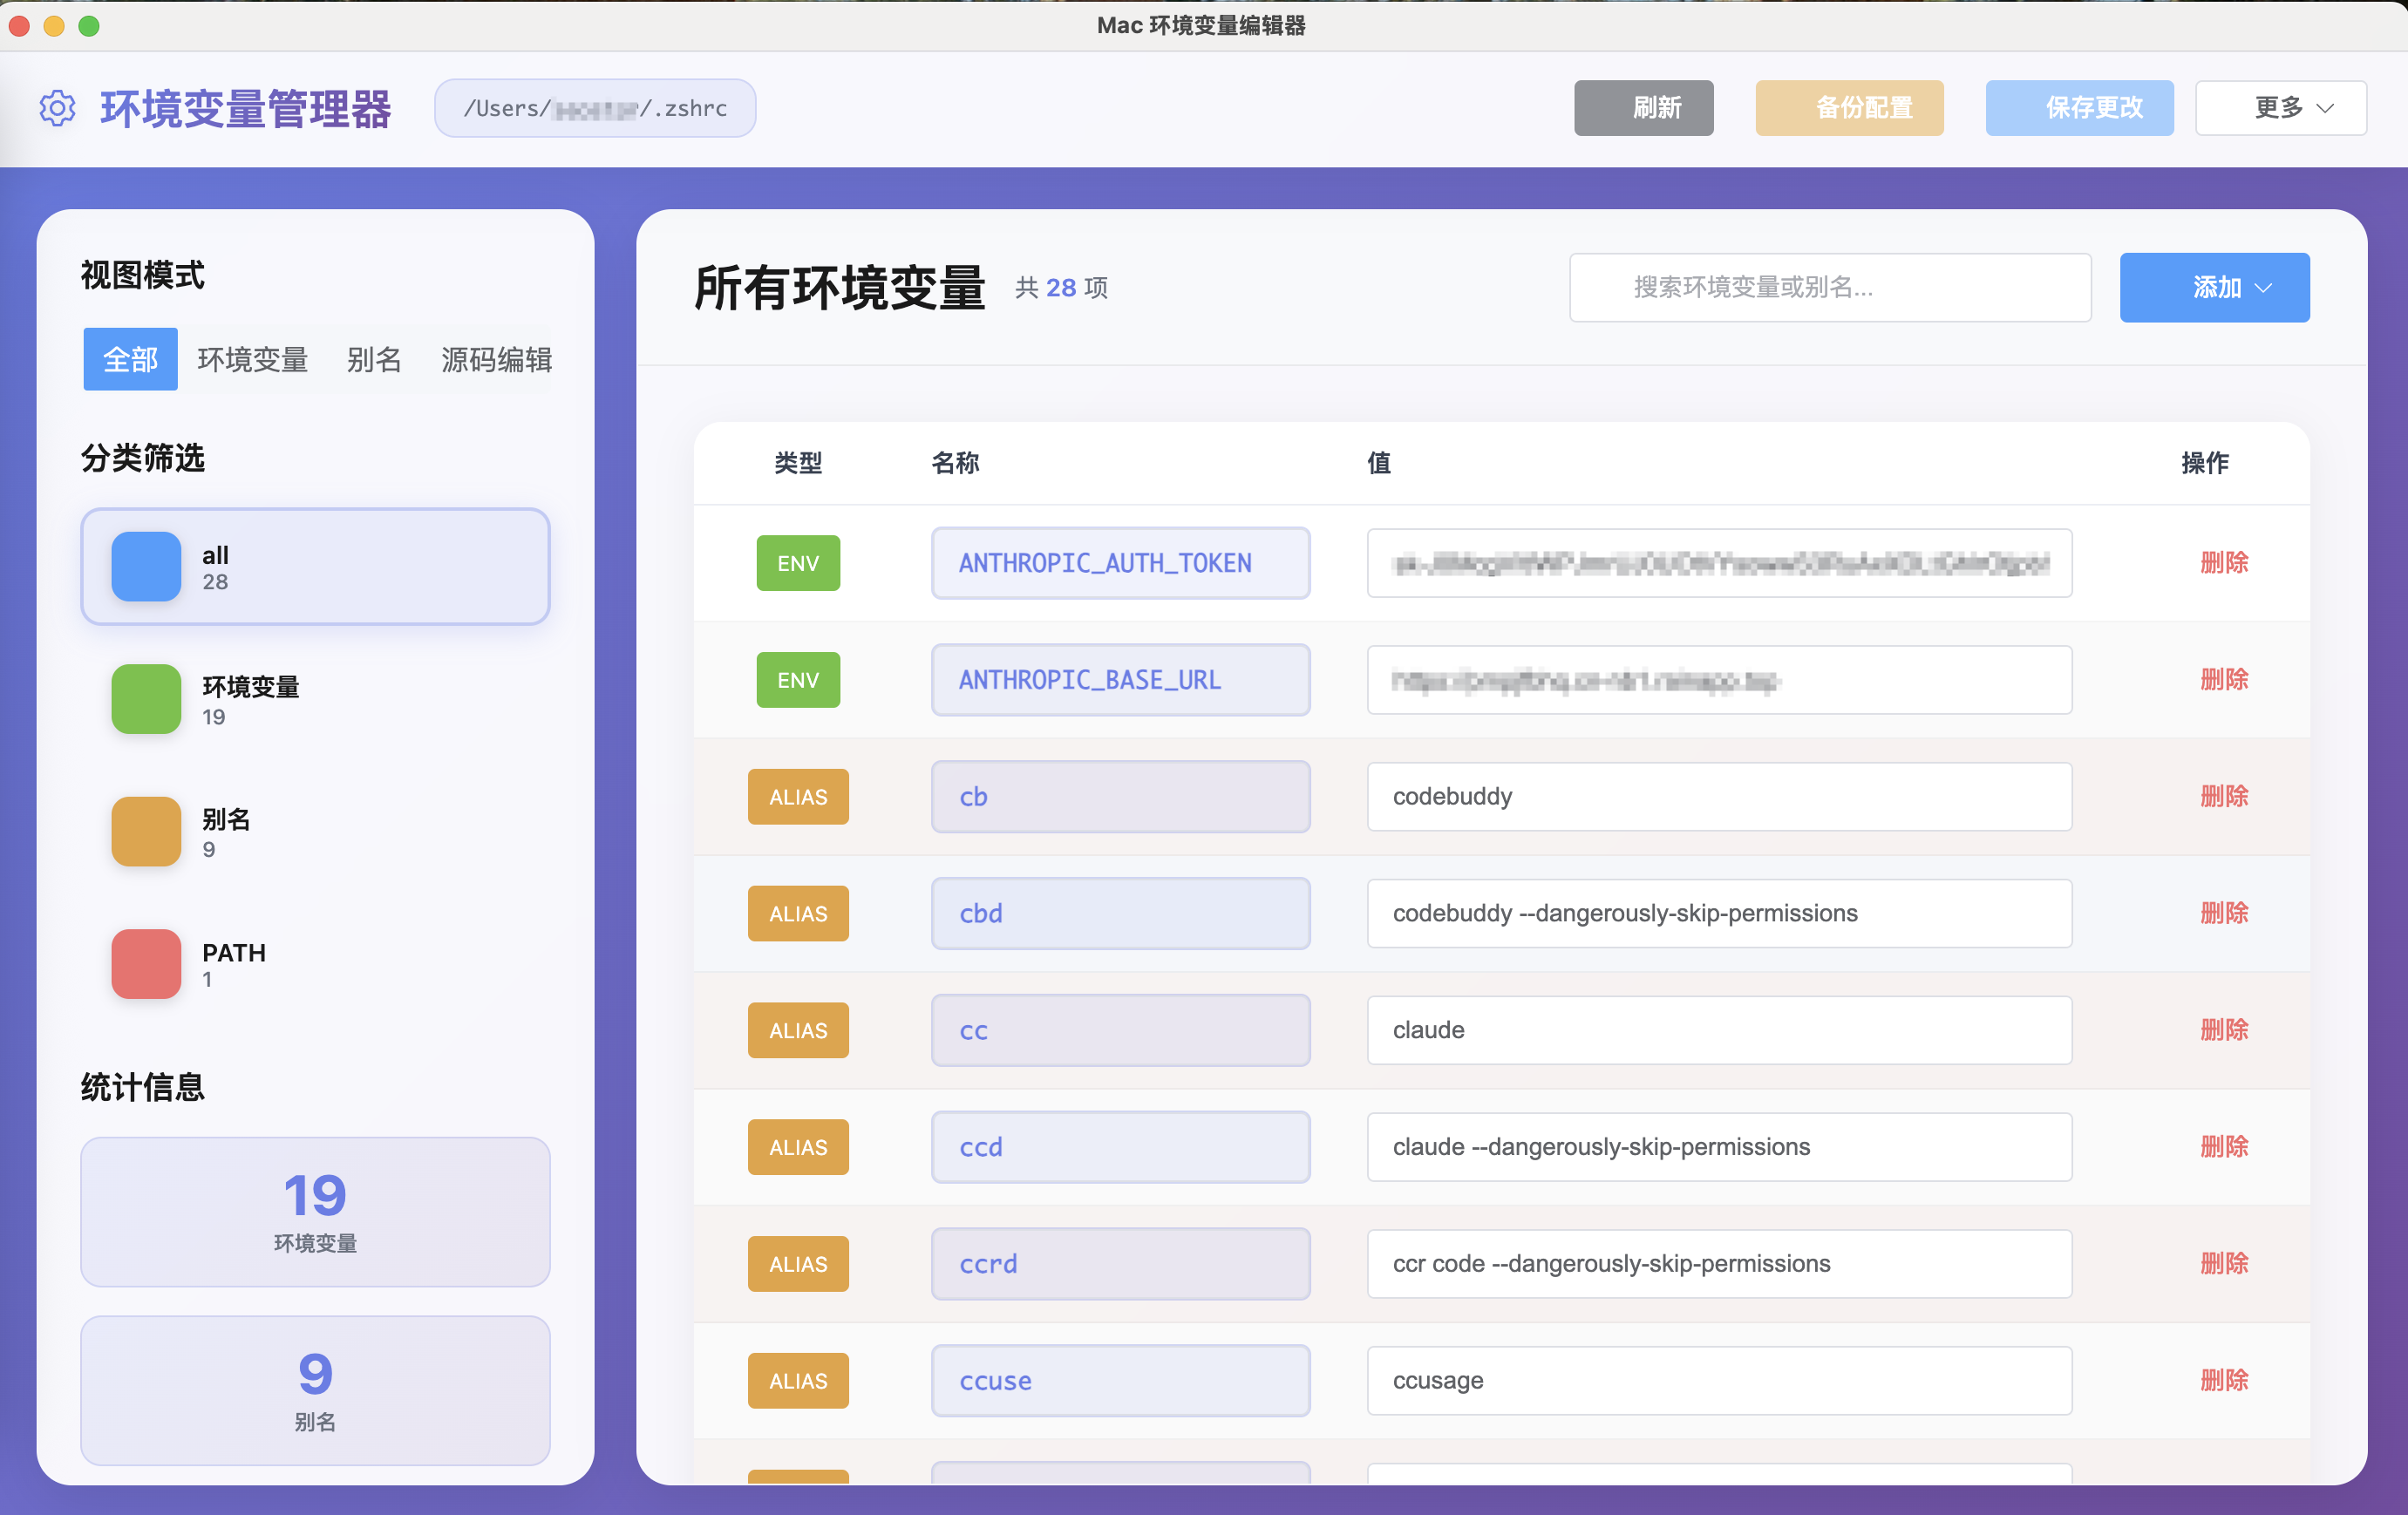 Mac 环境变量编辑器
环境变量管理器
/Users/ /.zshrc
刷新
备份配置
保存更改
更多
视图模式
全部 环境变量 别名 源码编辑
分类筛选
all
28
环境变量
19
别名
9
PATH
1
统计信息
19
环境变量
9
别名
所有环境变量 共 28 项
搜索环境变量或别名...
添加
类型 名称 值 操作
ENV ANTHROPIC_AUTH_TOKEN 删除
ENV ANTHROPIC_BASE_URL 删除
ALIAS cb codebuddy 删除
ALIAS cbd codebuddy --dangerously-skip-permissions 删除
ALIAS cc claude 删除
ALIAS ccd claude --dangerously-skip-permissions 删除
ALIAS ccrd ccr code --dangerously-skip-permissions 删除
ALIAS ccuse ccusage 删除